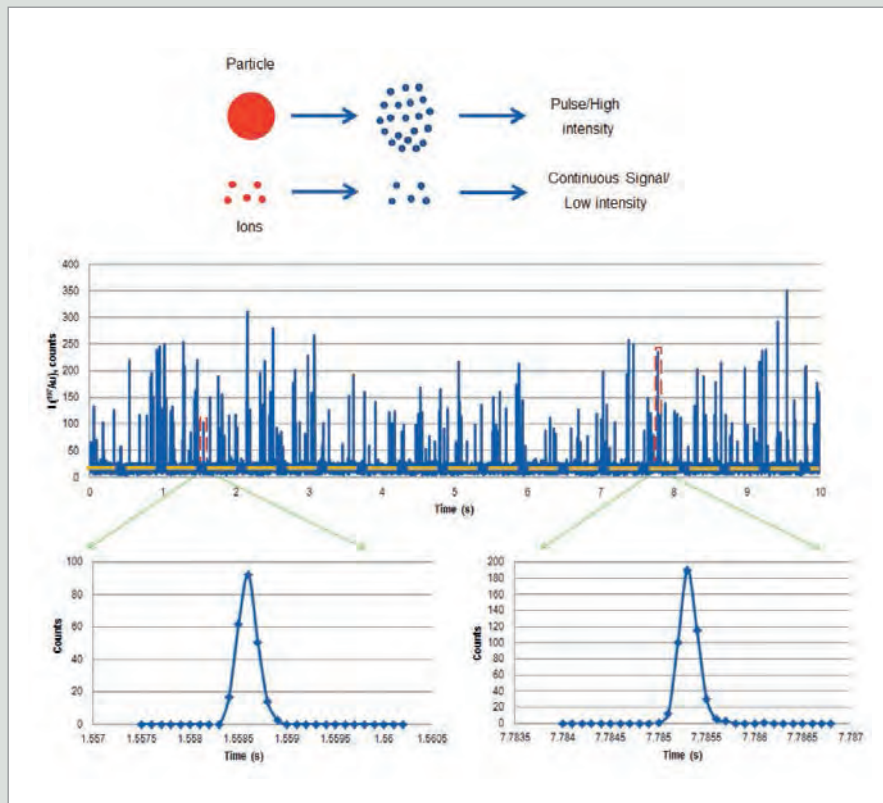 Particle
Pulse/High
intensity
Continuous Signal/
Low intensity
Ions
400
350
300
250
200
150
100
50
0
I(¹⁹⁷Au), counts
0 1 2 3 4 5 6 7 8 9 10
Time (s)
100
80
60
40
20
0
Counts
1.557 1.5575 1.558 1.5585 1.559 1.5595 1.56 1.5605
Time (s)
200
180
160
140
120
100
80
60
40
20
0
Counts
7.7835 7.784 7.7845 7.785 7.7855 7.786 7.7865 7.787
Time (s)